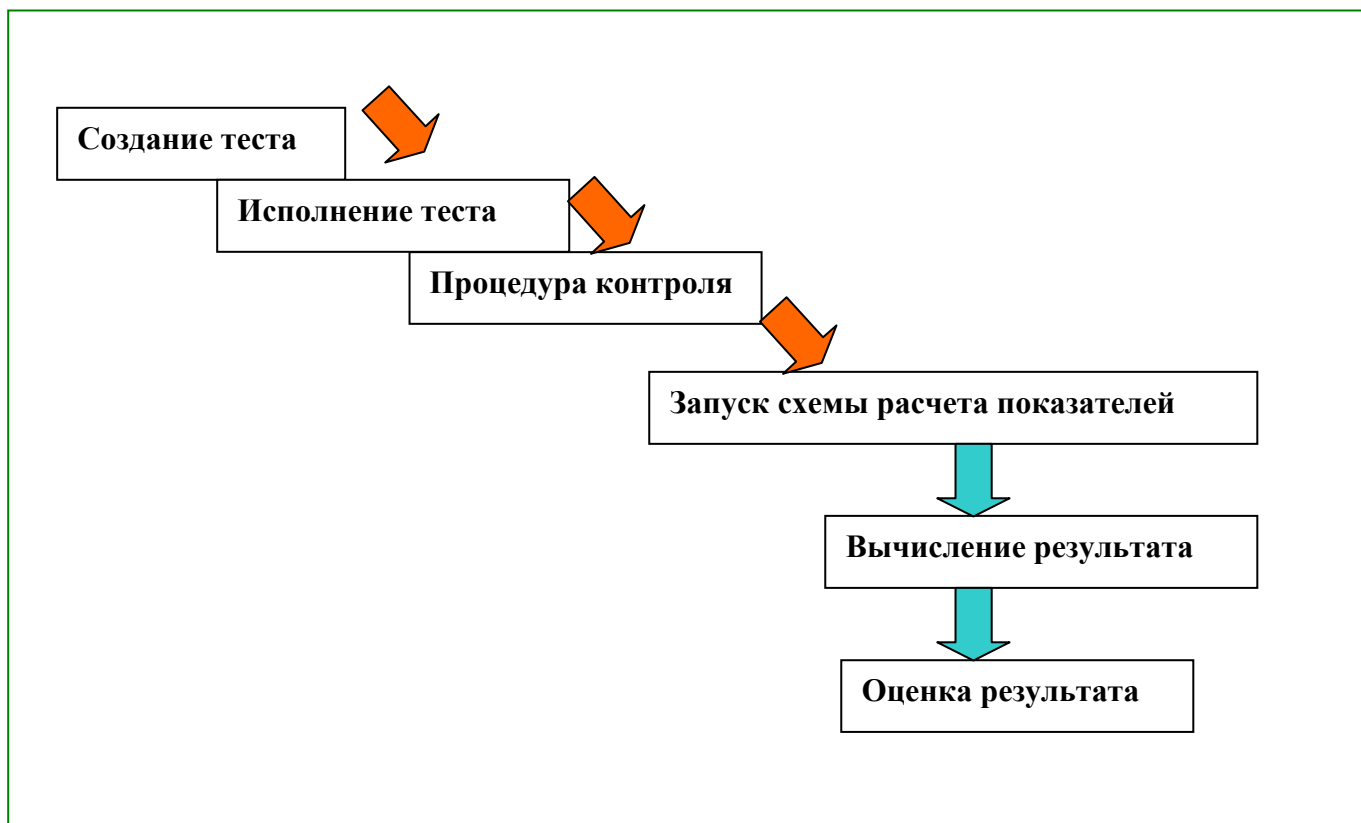 Создание теста
Исполнение теста
Процедура контроля
Запуск схемы расчета показателей
Вычисление результата
Оценка результата